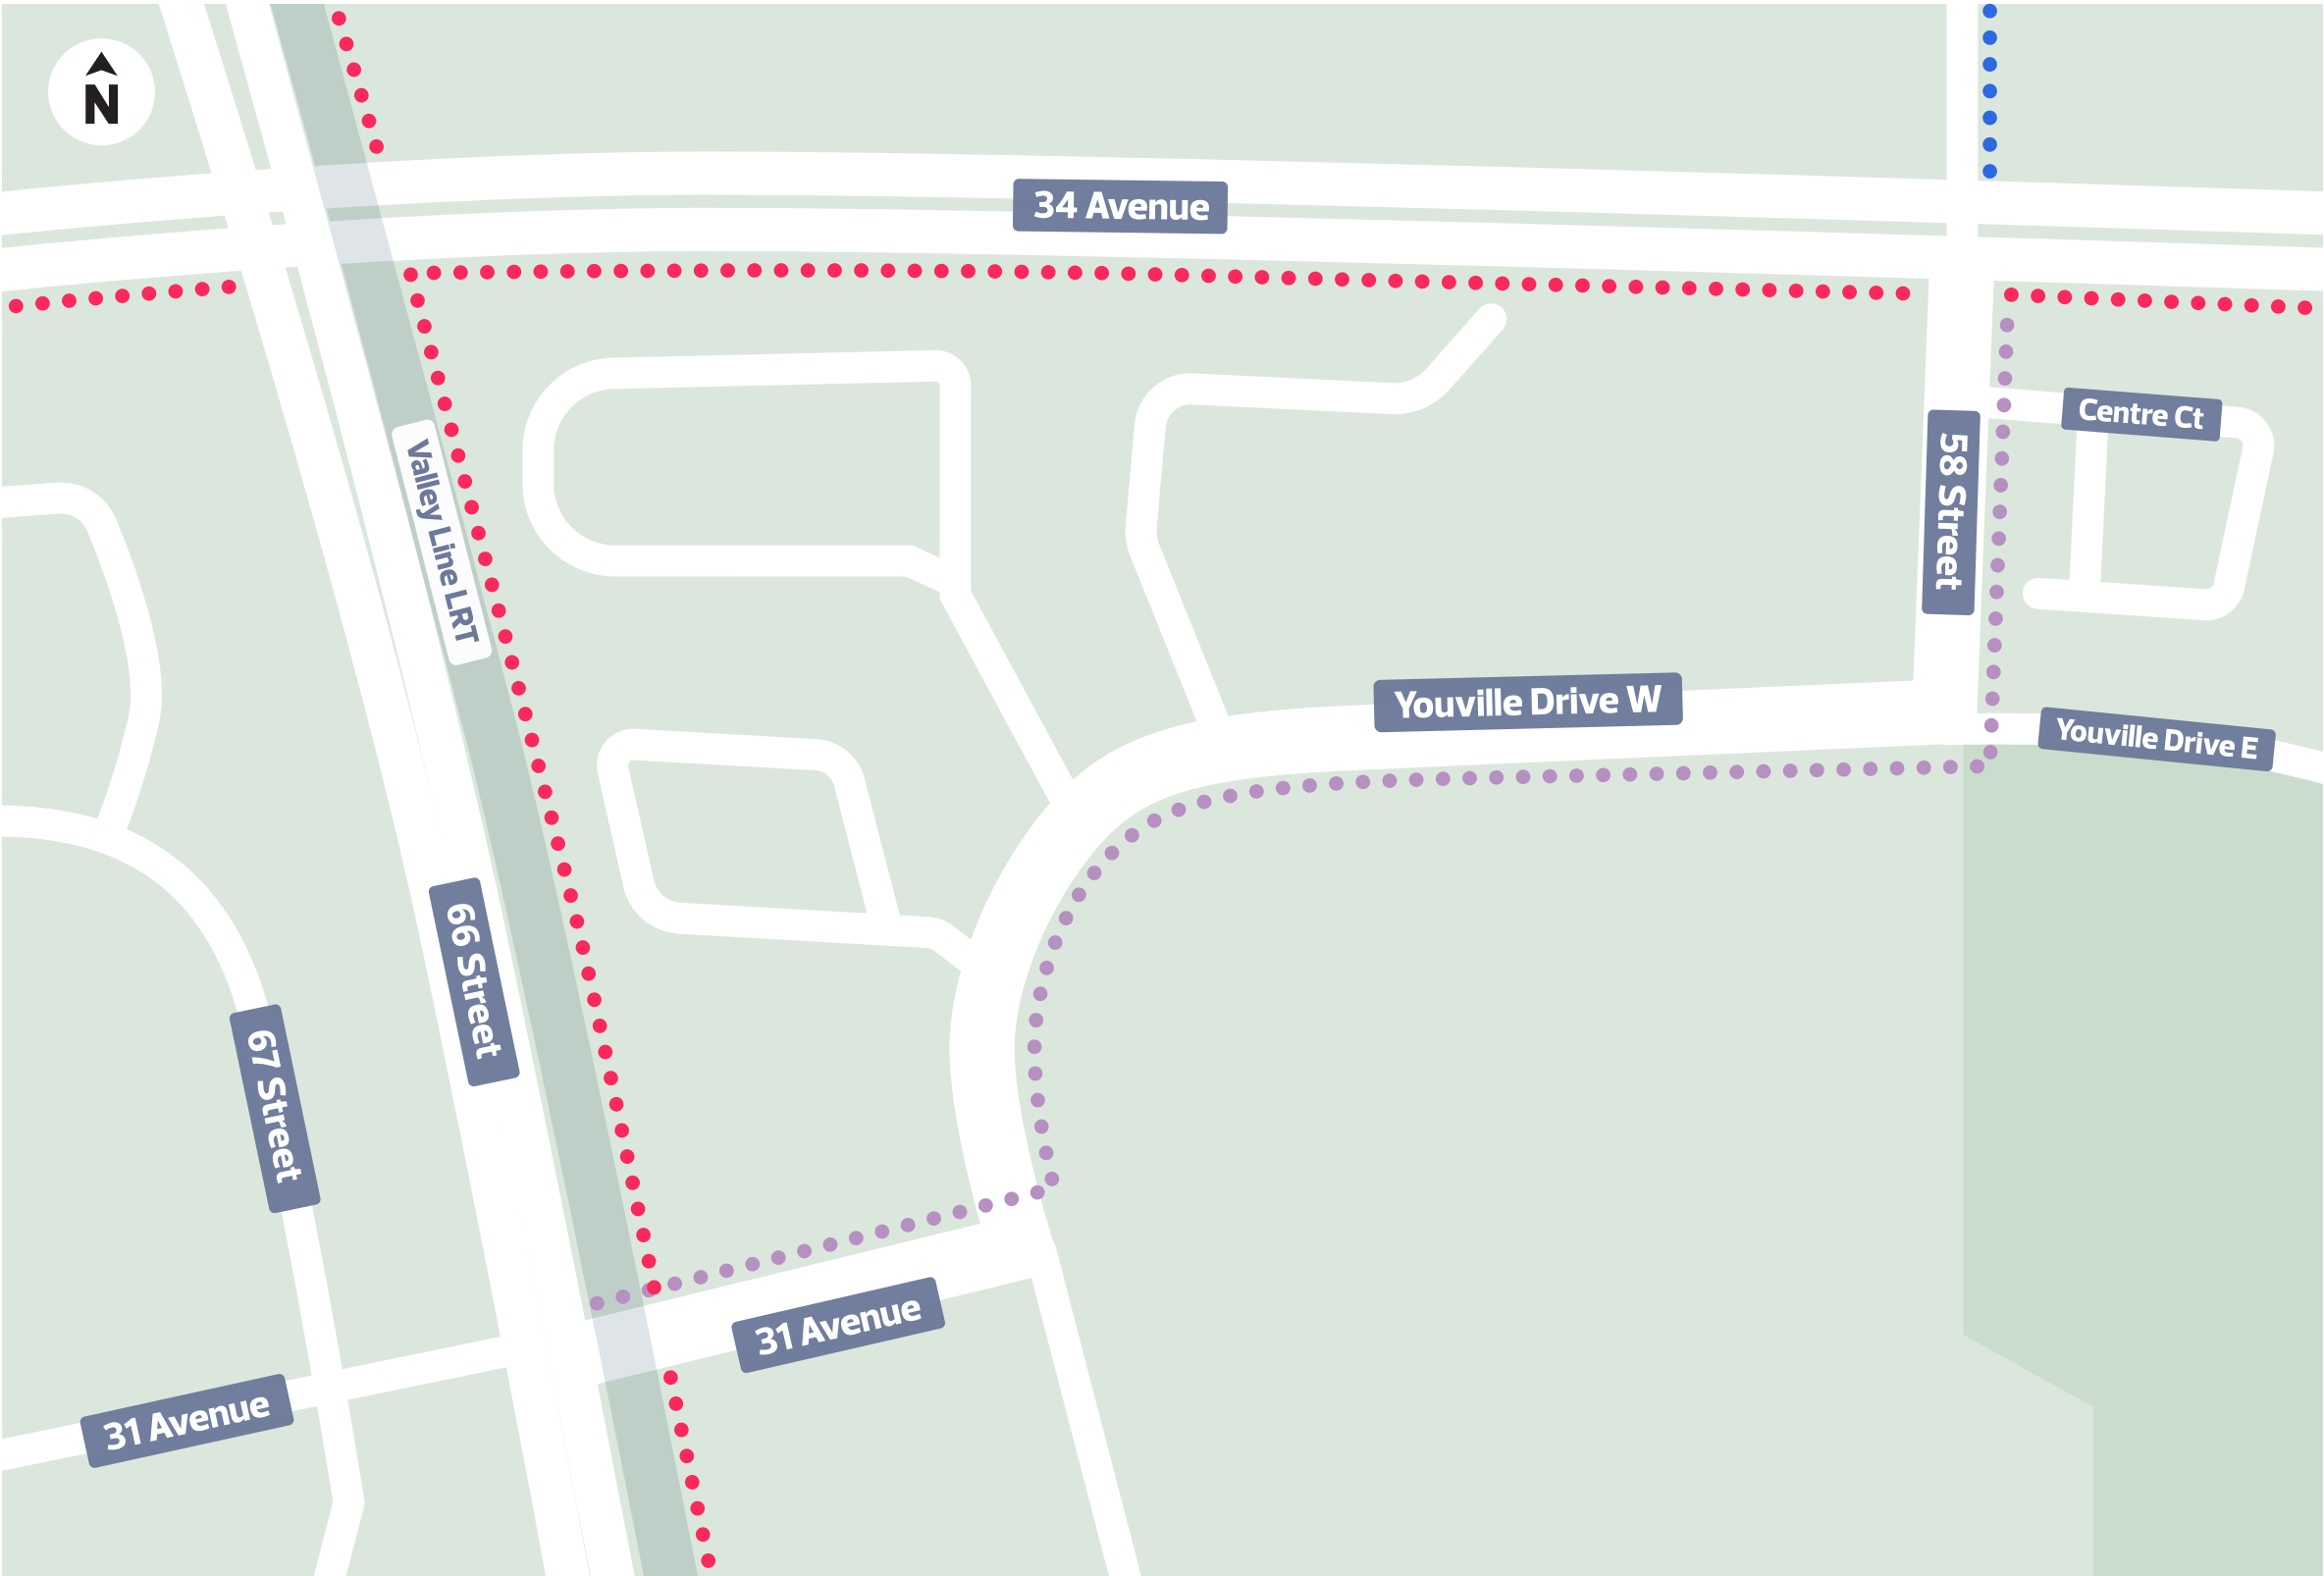 N
34 Avenue
Centre Ct
58 Street
Valley Line LRT
Youville Drive W
Youville Drive E
66 Street
67 Street
31 Avenue
31 Avenue